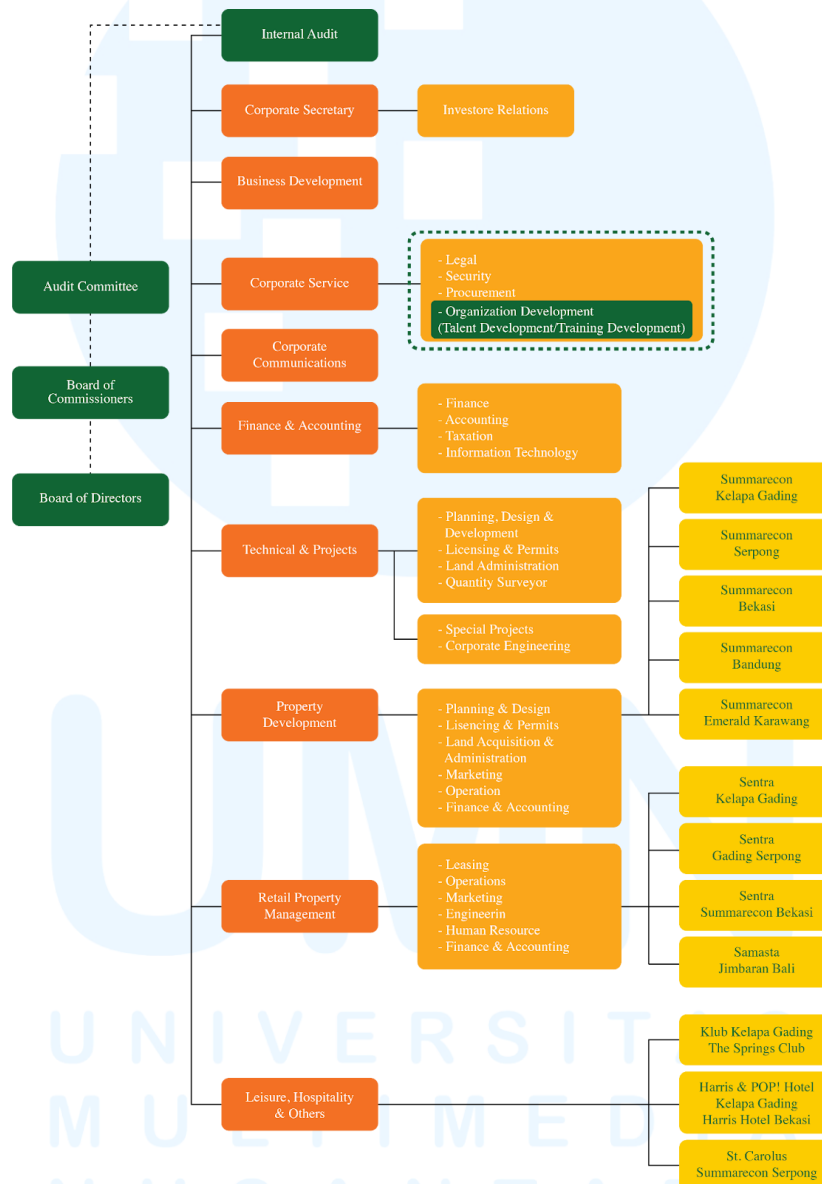 Internal Audit
Corporate Secretary
Investore Relations
Business Development
Audit Committee
Corporate Service
- Legal
- Security
- Procurement
- Organization Development
(Talent Development/Training Development)
Corporate
Communications
Board of
Commissioners
Finance & Accounting
- Finance
- Accounting
- Taxation
- Information Technology
Board of Directors
Technical & Projects
- Planning, Design &
Development
- Licensing & Permits
- Land Administration
- Quantity Surveyor
- Special Projects
- Corporate Engineering
Summarecon
Kelapa Gading
Summarecon
Serpong
Summarecon
Bekasi
Summarecon
Bandung
Summarecon
Emerald Karawang
Property
Development
- Planning & Design
- Lisencing & Permits
- Land Acquisition &
Administration
- Marketing
- Operation
- Finance & Accounting
Sentra
Kelapa Gading
Sentra
Gading Serpong
Sentra
Summarecon Bekasi
Samasta
Jimbaran Bali
Retail Property
Management
- Leasing
- Operations
- Marketing
- Engineerin
- Human Resource
- Finance & Accounting
Leisure, Hospitality
& Others
Klub Kelapa Gading
The Springs Club
Harris & POP! Hotel
Kelapa Gading
Harris Hotel Bekasi
St. Carolus
Summarecon Serpong
UMN
UNIVERSITAS
MULTIMEDIA